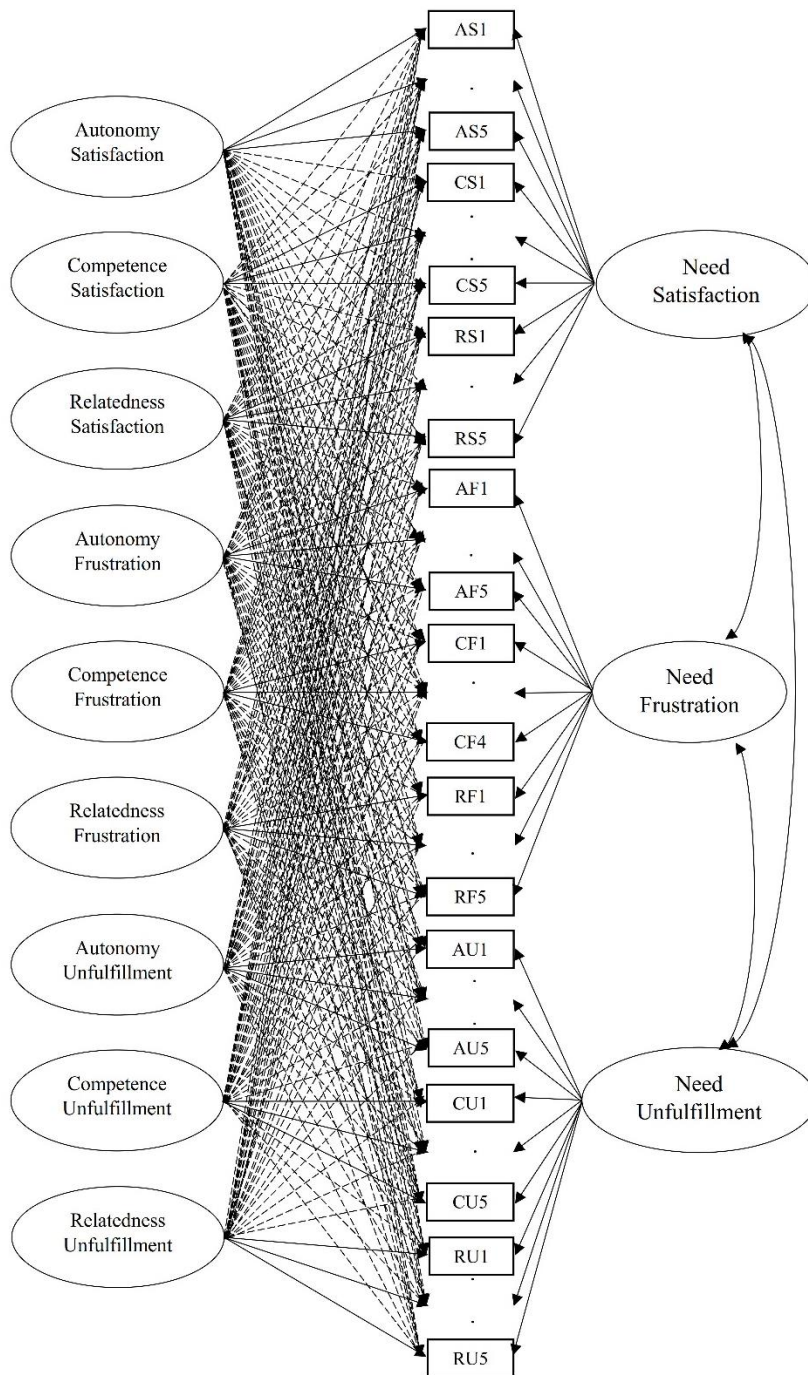 Autonomy
Satisfaction
Competence
Satisfaction
Relatedness
Satisfaction
Autonomy
Frustration
Competence
Frustration
Relatedness
Frustration
Autonomy
Unfulfillment
Competence
Unfulfillment
Relatedness
Unfulfillment
AS1
.
AS5
CS1
.
.
CS5
RS1
.
RS5
AF1
.
AF5
CF1
.
CF4
RF1
.
RF5
AU1
.
AU5
CU1
.
CU5
RU1
.
.
RU5
Need
Satisfaction
Need
Frustration
Need
Unfulfillment